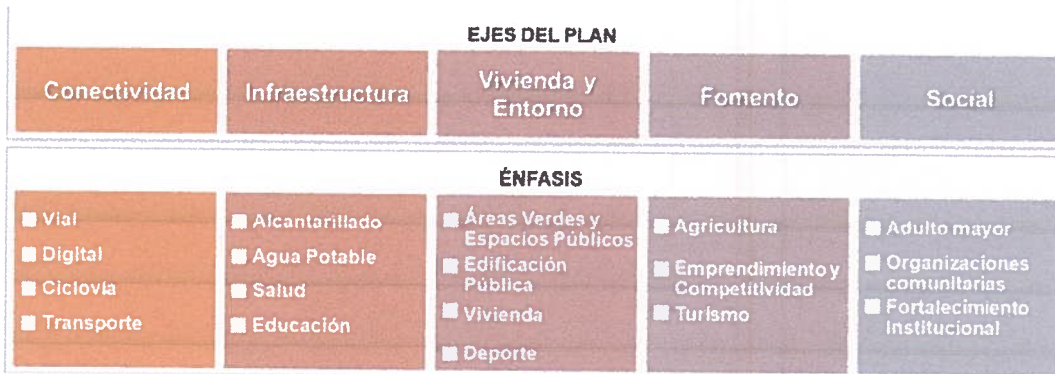 EJES DEL PLAN
Conectividad
Infraestructura
Vivienda y
Entorno
Fomento
Social
ÉNFASIS
Vial
Digital
Ciclovía
Transporte
Alcantarillado
Agua Potable
Salud
Educación
Áreas Verdes y
Espacios Públicos
Edificación
Pública
Vivienda
Deporte
Agricultura
Emprendimiento y
Competitividad
Turismo
Adulto mayor
Organizaciones
comunitarias
Fortalecimiento
Institucional